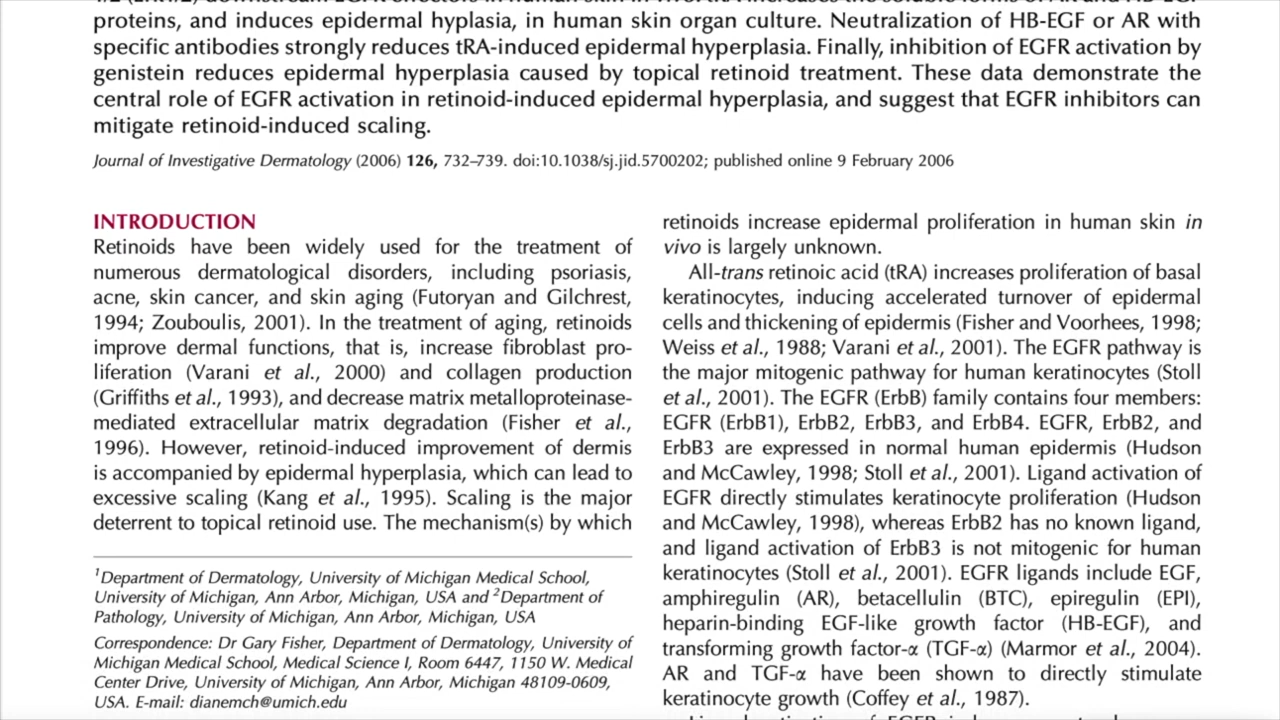 proteins, and induces epidermal hyplasia, in human skin organ culture. Neutralization of HB-EGF or AR with
specific antibodies strongly reduces tRA-induced epidermal hyperplasia. Finally, inhibition of EGFR activation by
genistein reduces epidermal hyperplasia caused by topical retinoid treatment. These data demonstrate the
central role of EGFR activation in retinoid-induced epidermal hyperplasia, and suggest that EGFR inhibitors can
mitigate retinoid-induced scaling.
Journal of Investigative Dermatology (2006) 126, 732–739. doi:10.1038/sj.jid.5700202; published online 9 February 2006
INTRODUCTION
Retinoids have been widely used for the treatment of
numerous dermatological disorders, including psoriasis,
acne, skin cancer, and skin aging (Futoryan and Gilchrest,
1994; Zouboulis, 2001). In the treatment of aging, retinoids
improve dermal functions, that is, increase fibroblast pro-
liferation (Varani et al., 2000) and collagen production
(Griffiths et al., 1993), and decrease matrix metalloproteinase-
mediated extracellular matrix degradation (Fisher et al.,
1996). However, retinoid-induced improvement of dermis
is accompanied by epidermal hyperplasia, which can lead to
excessive scaling (Kang et al., 1995). Scaling is the major
deterrent to topical retinoid use. The mechanism(s) by which
1Department of Dermatology, University of Michigan Medical School,
University of Michigan, Ann Arbor, Michigan, USA and 2Department of
Pathology, University of Michigan, Ann Arbor, Michigan, USA
Correspondence: Dr Gary Fisher, Department of Dermatology, University of
Michigan Medical School, Medical Science I, Room 6447, 1150 W. Medical
Center Drive, University of Michigan, Ann Arbor, Michigan 48109-0609,
USA. E-mail: dianemch@umich.edu
retinoids increase epidermal proliferation in human skin in
vivo is largely unknown.
All-trans retinoic acid (tRA) increases proliferation of basal
keratinocytes, inducing accelerated turnover of epidermal
cells and thickening of epidermis (Fisher and Voorhees, 1998;
Weiss et al., 1988; Varani et al., 2001). The EGFR pathway is
the major mitogenic pathway for human keratinocytes (Stoll
et al., 2001). The EGFR (ErbB) family contains four members:
EGFR (ErbB1), ErbB2, ErbB3, and ErbB4. EGFR, ErbB2, and
ErbB3 are expressed in normal human epidermis (Hudson
and McCawley, 1998; Stoll et al., 2001). Ligand activation of
EGFR directly stimulates keratinocyte proliferation (Hudson
and McCawley, 1998), whereas ErbB2 has no known ligand,
and ligand activation of ErbB3 is not mitogenic for human
keratinocytes (Stoll et al., 2001). EGFR ligands include EGF,
amphiregulin (AR), betacellulin (BTC), epiregulin (EPI),
heparin-binding EGF-like growth factor (HB-EGF), and
transforming growth factor-α (TGF-α) (Marmor et al., 2004).
AR and TGF-α have been shown to directly stimulate
keratinocyte growth (Coffey et al., 1987).